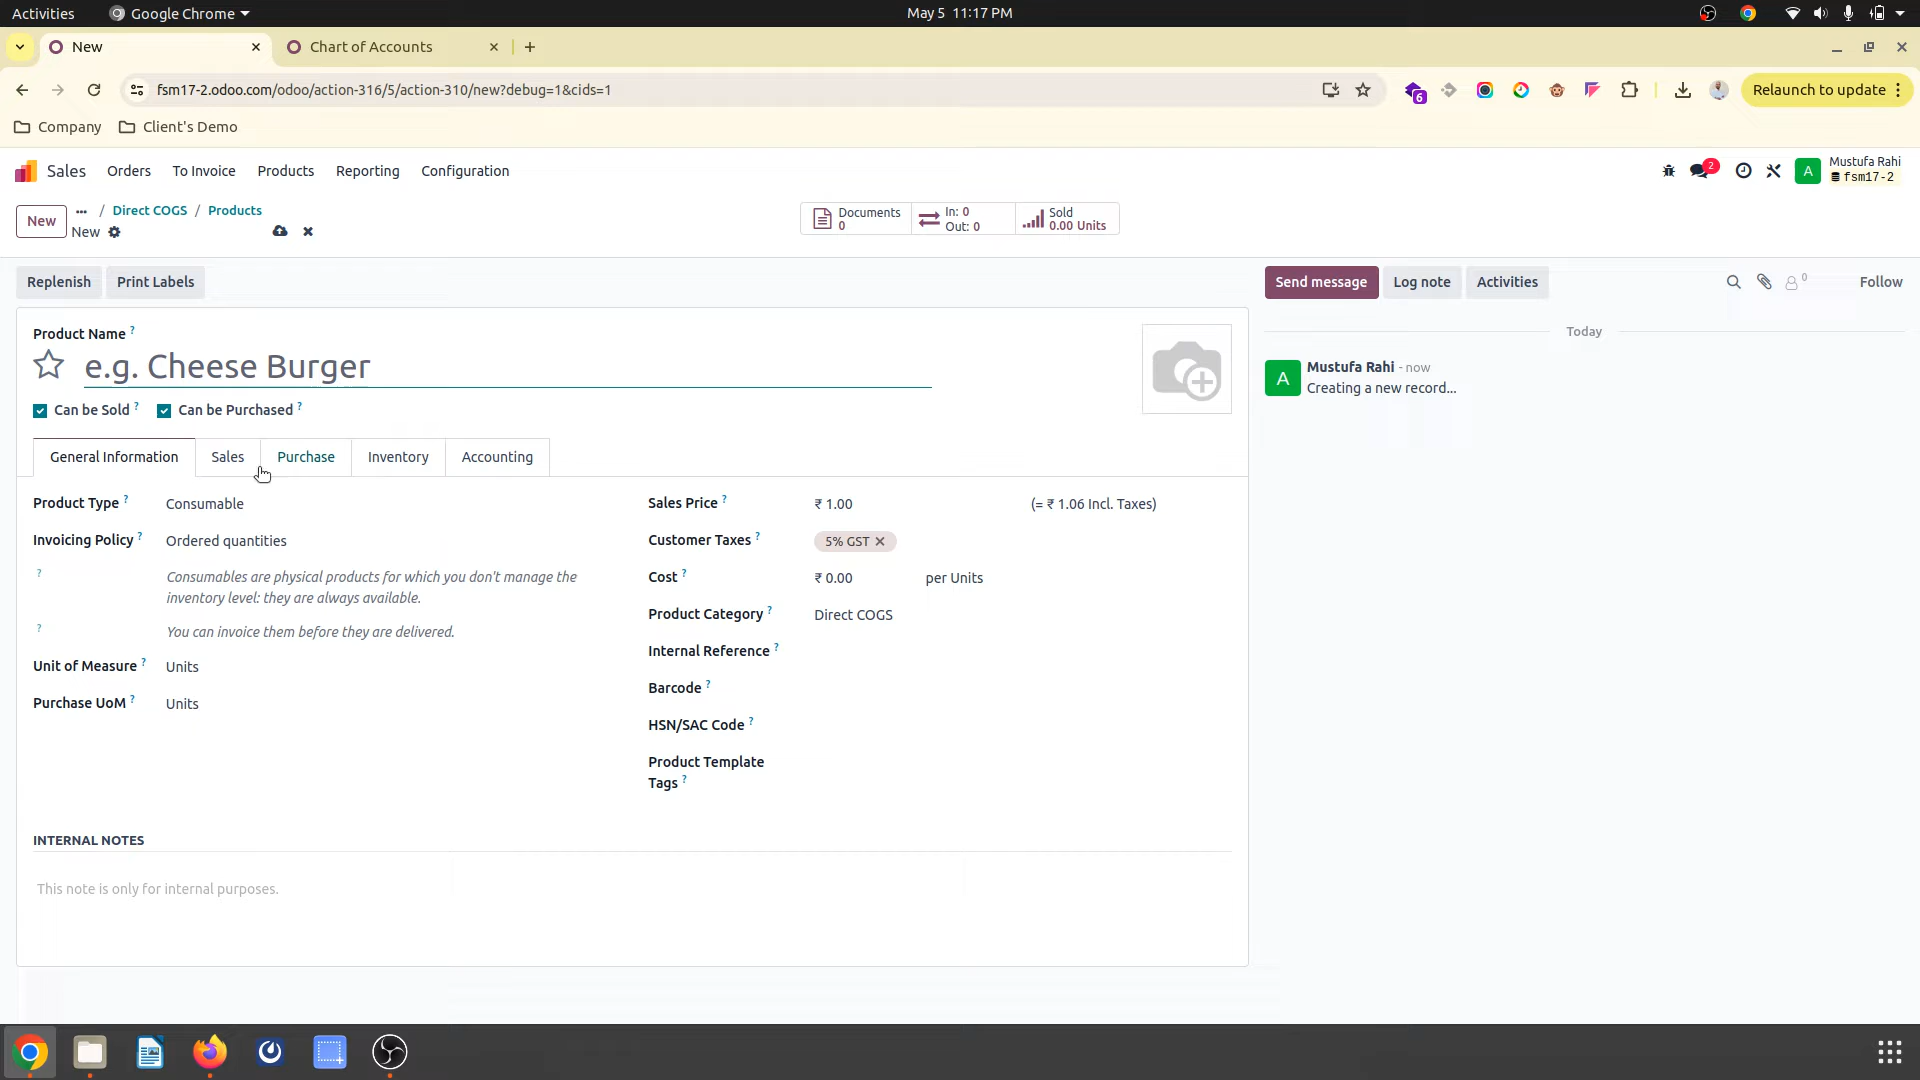 Activities
Google Chrome
May 5 11:17 PM
New
Chart of Accounts
fsm17-2.odoo.com/odoo/action-316/5/action-310/new?debug=1&cids=1
6
Relaunch to update
Company
Client's Demo
Sales
Orders
To Invoice
Products
Reporting
Configuration
2
A
Mustufa Rahi
fsm17-2
New
... / Direct COGS / Products
New
Documents
0
In: 0
Out: 0
Sold
0.00 Units
Replenish
Print Labels
Send message
Log note
Activities
0
Follow
Today
A
Mustufa Rahi - now
Creating a new record...
Product Name ?
e.g. Cheese Burger
Can be Sold ?
Can be Purchased ?
General Information
Sales
Purchase
Inventory
Accounting
Product Type ? Consumable
Invoicing Policy ? Ordered quantities
? Consumables are physical products for which you don't manage the
inventory level: they are always available.
? You can invoice them before they are delivered.
Unit of Measure ? Units
Purchase UoM ? Units
Sales Price ? ₹ 1.00 (= ₹ 1.06 Incl. Taxes)
Customer Taxes ? 5% GST
Cost ? ₹ 0.00 per Units
Product Category ? Direct COGS
Internal Reference ?
Barcode ?
HSN/SAC Code ?
Product Template
Tags ?
INTERNAL NOTES
This note is only for internal purposes.